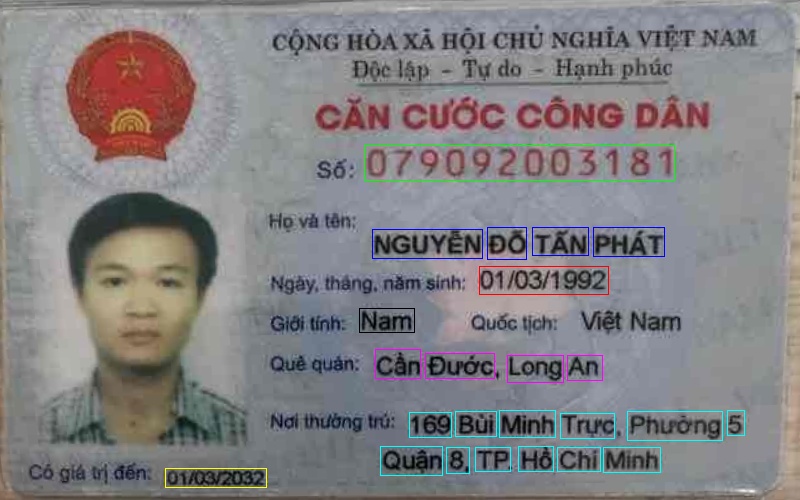 CỘNG HÒA XÃ HỘI CHỦ NGHĨA VIỆT NAM
Độc lập - Tự do - Hạnh phúc
CĂN CƯỚC CÔNG DÂN
Số: 079092003181
Họ và tên:
NGUYỄN ĐỖ TẤN PHÁT
Ngày, tháng, năm sinh: 01/03/1992
Giới tính: Nam Quốc tịch: Việt Nam
Quê quán: Cần Đước, Long An
Nơi thường trú: 169 Bùi Minh Trực, Phường 5
Quận 8, TP. Hồ Chí Minh
Có giá trị đến: 01/03/2032